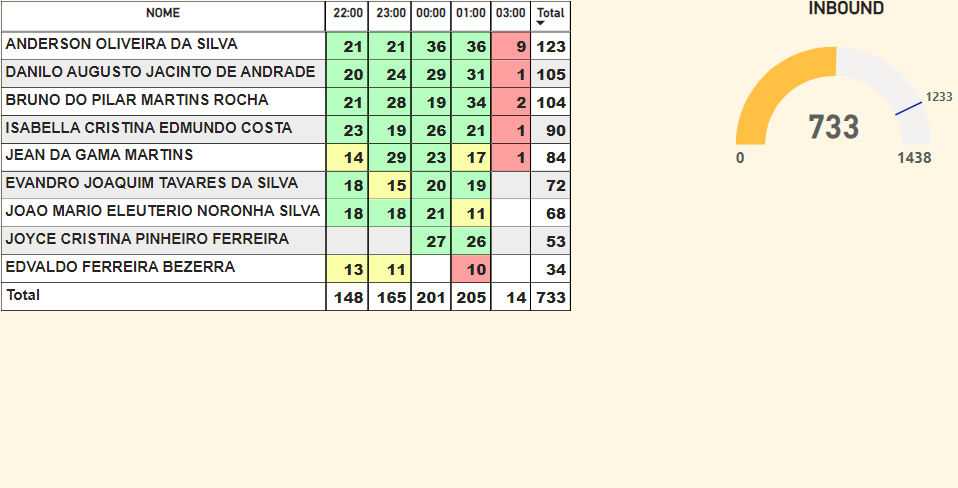 NOME 22:00 23:00 00:00 01:00 03:00 Total
ANDERSON OLIVEIRA DA SILVA 21 21 36 36 9 123
DANILO AUGUSTO JACINTO DE ANDRADE 20 24 29 31 1 105
BRUNO DO PILAR MARTINS ROCHA 21 28 19 34 2 104
ISABELLA CRISTINA EDMUNDO COSTA 23 19 26 21 1 90
JEAN DA GAMA MARTINS 14 29 23 17 1 84
EVANDRO JOAQUIM TAVARES DA SILVA 18 15 20 19 72
JOAO MARIO ELEUTERIO NORONHA SILVA 18 18 21 11 68
JOYCE CRISTINA PINHEIRO FERREIRA 27 26 53
EDVALDO FERREIRA BEZERRA 13 11 10 34
Total 148 165 201 205 14 733
INBOUND
1233
733
0 1438